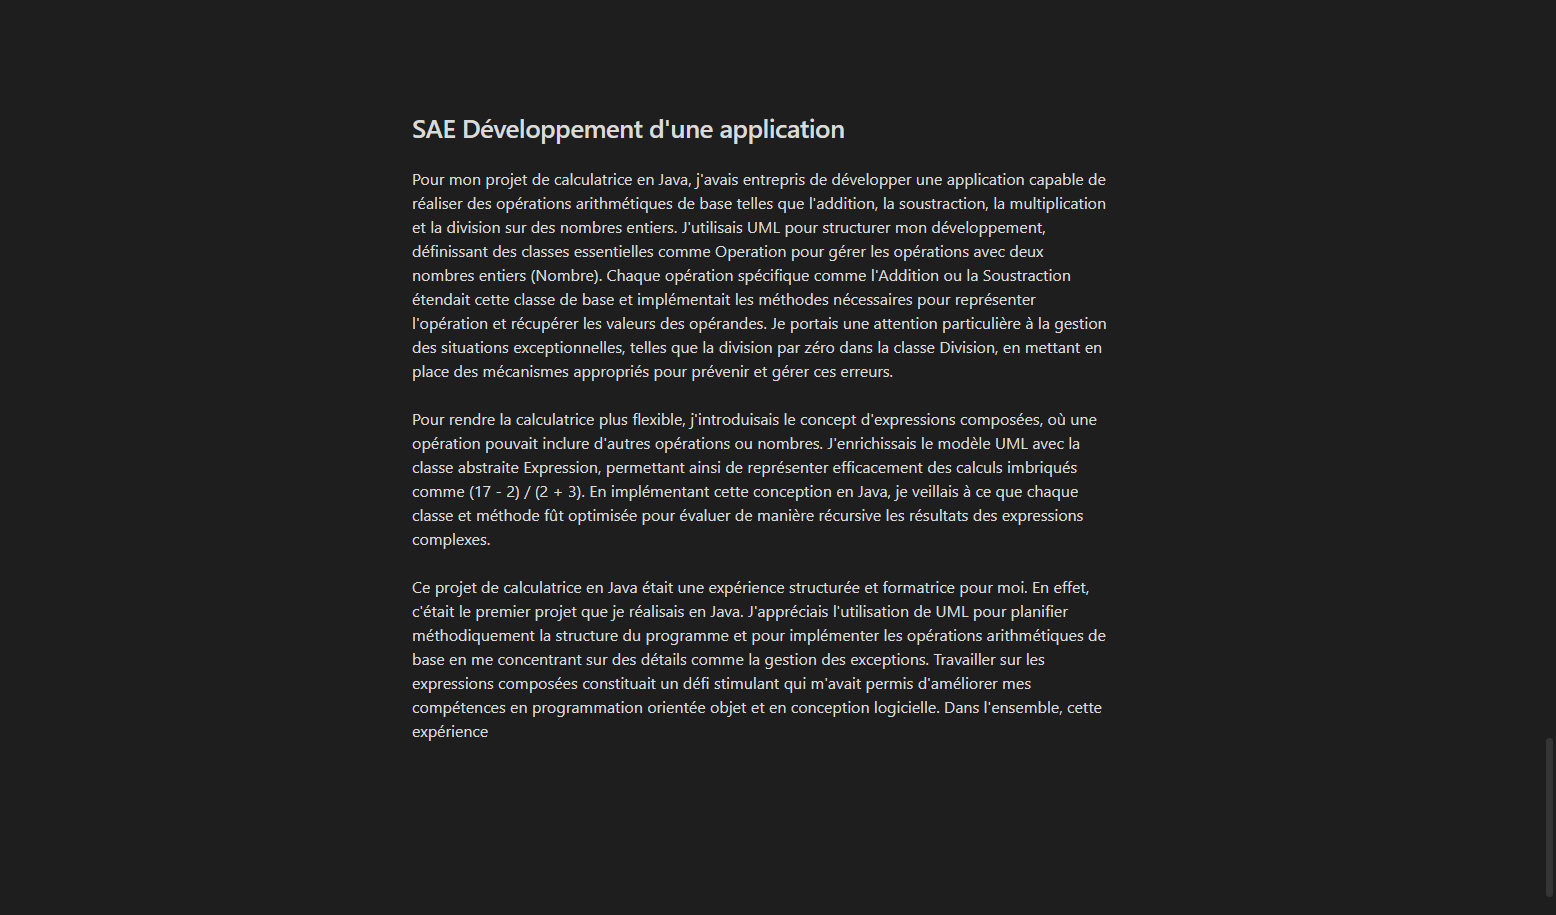 SAE Développement d'une application
Pour mon projet de calculatrice en Java, j'avais entrepris de développer une application capable de
réaliser des opérations arithmétiques de base telles que l'addition, la soustraction, la multiplication
et la division sur des nombres entiers. J'utilisais UML pour structurer mon développement,
définissant des classes essentielles comme Operation pour gérer les opérations avec deux
nombres entiers (Nombre). Chaque opération spécifique comme l'Addition ou la Soustraction
étendait cette classe de base et implémentait les méthodes nécessaires pour représenter
l'opération et récupérer les valeurs des opérandes. Je portais une attention particulière à la gestion
des situations exceptionnelles, telles que la division par zéro dans la classe Division, en mettant en
place des mécanismes appropriés pour prévenir et gérer ces erreurs.
Pour rendre la calculatrice plus flexible, j'introduisais le concept d'expressions composées, où une
opération pouvait inclure d'autres opérations ou nombres. J'enrichissais le modèle UML avec la
classe abstraite Expression, permettant ainsi de représenter efficacement des calculs imbriqués
comme (17 - 2) / (2 + 3). En implémentant cette conception en Java, je veillais à ce que chaque
classe et méthode fût optimisée pour évaluer de manière récursive les résultats des expressions
complexes.
Ce projet de calculatrice en Java était une expérience structurée et formatrice pour moi. En effet,
c'était le premier projet que je réalisais en Java. J'appréciais l'utilisation de UML pour planifier
méthodiquement la structure du programme et pour implémenter les opérations arithmétiques de
base en me concentrant sur des détails comme la gestion des exceptions. Travailler sur les
expressions composées constituait un défi stimulant qui m'avait permis d'améliorer mes
compétences en programmation orientée objet et en conception logicielle. Dans l'ensemble, cette
expérience